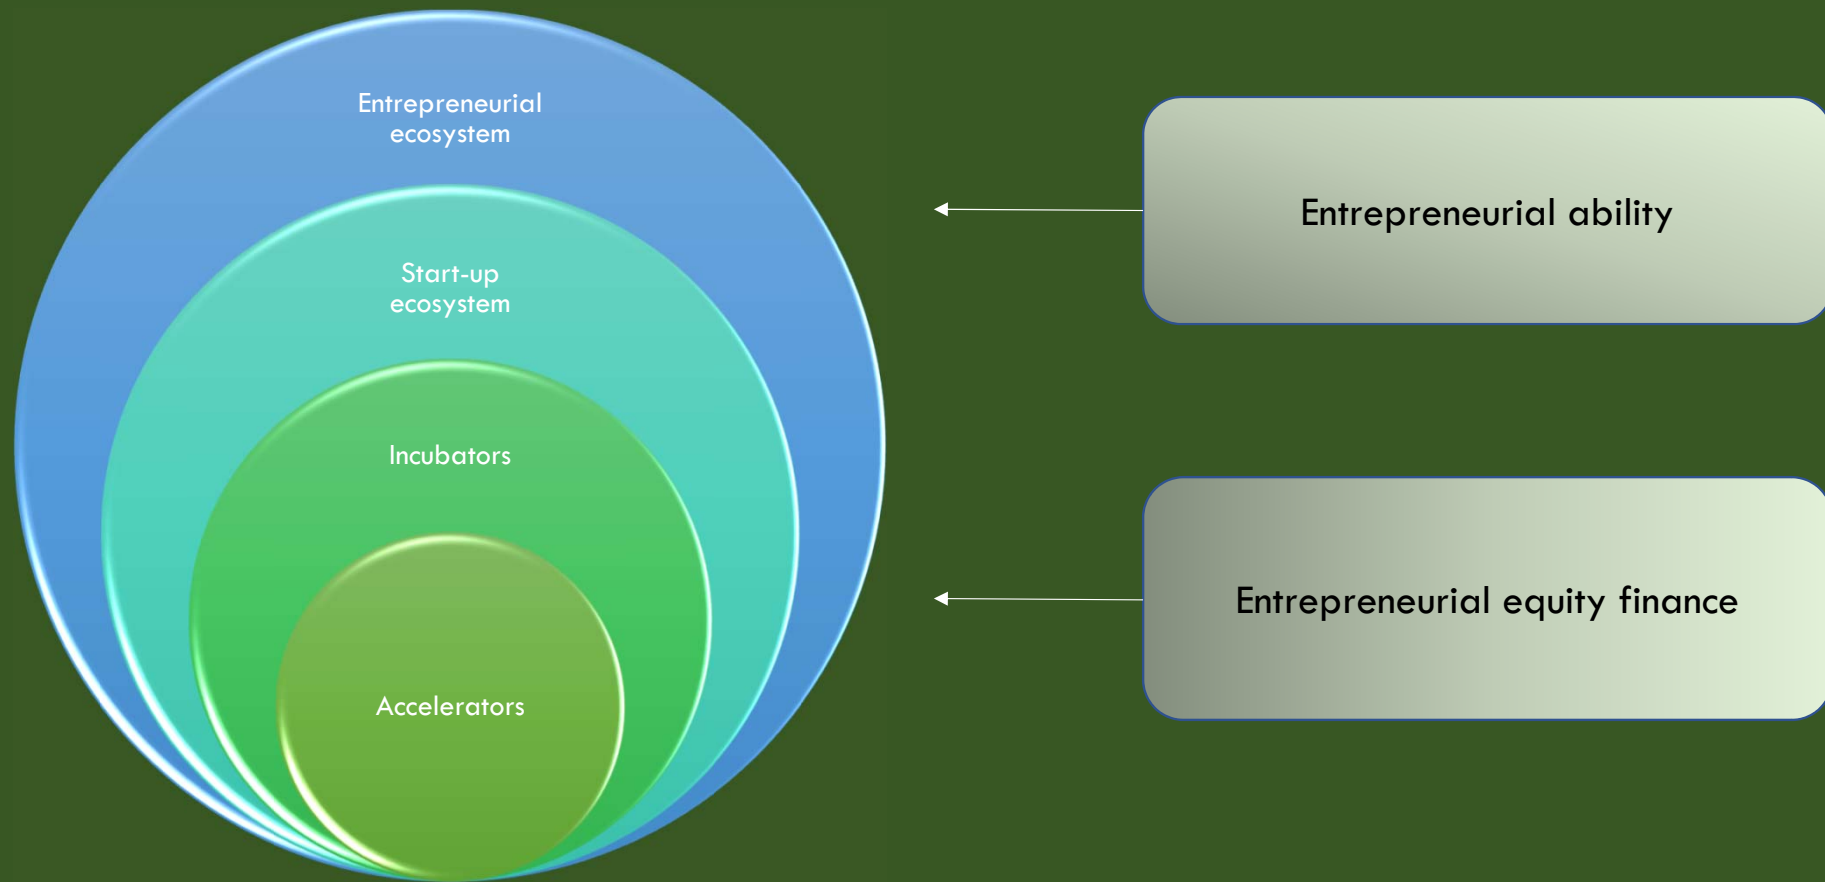 Entrepreneurial
ecosystem
Start-up
ecosystem
Incubators
Accelerators
Entrepreneurial ability
Entrepreneurial equity finance